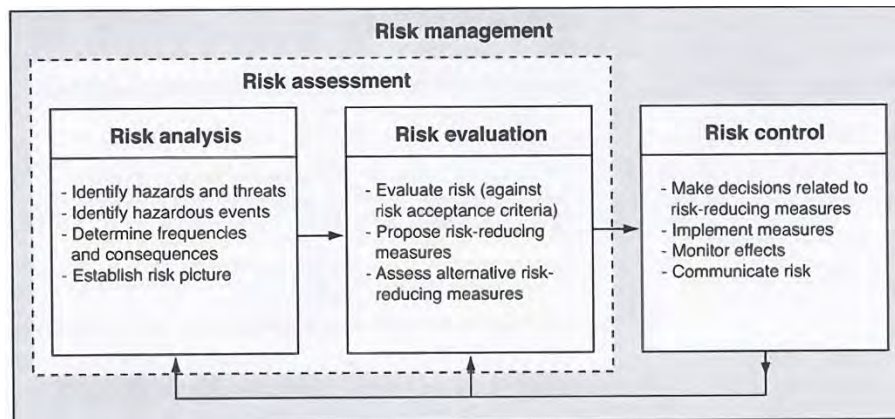 Risk management
Risk assessment
Risk analysis
- Identify hazards and threats
- Identify hazardous events
- Determine frequencies
and consequences
- Establish risk picture
Risk evaluation
- Evaluate risk (against
risk acceptance criteria)
- Propose risk-reducing
measures
- Assess alternative risk-
reducing measures
Risk control
- Make decisions related to
risk-reducing measures
- Implement measures
- Monitor effects
- Communicate risk